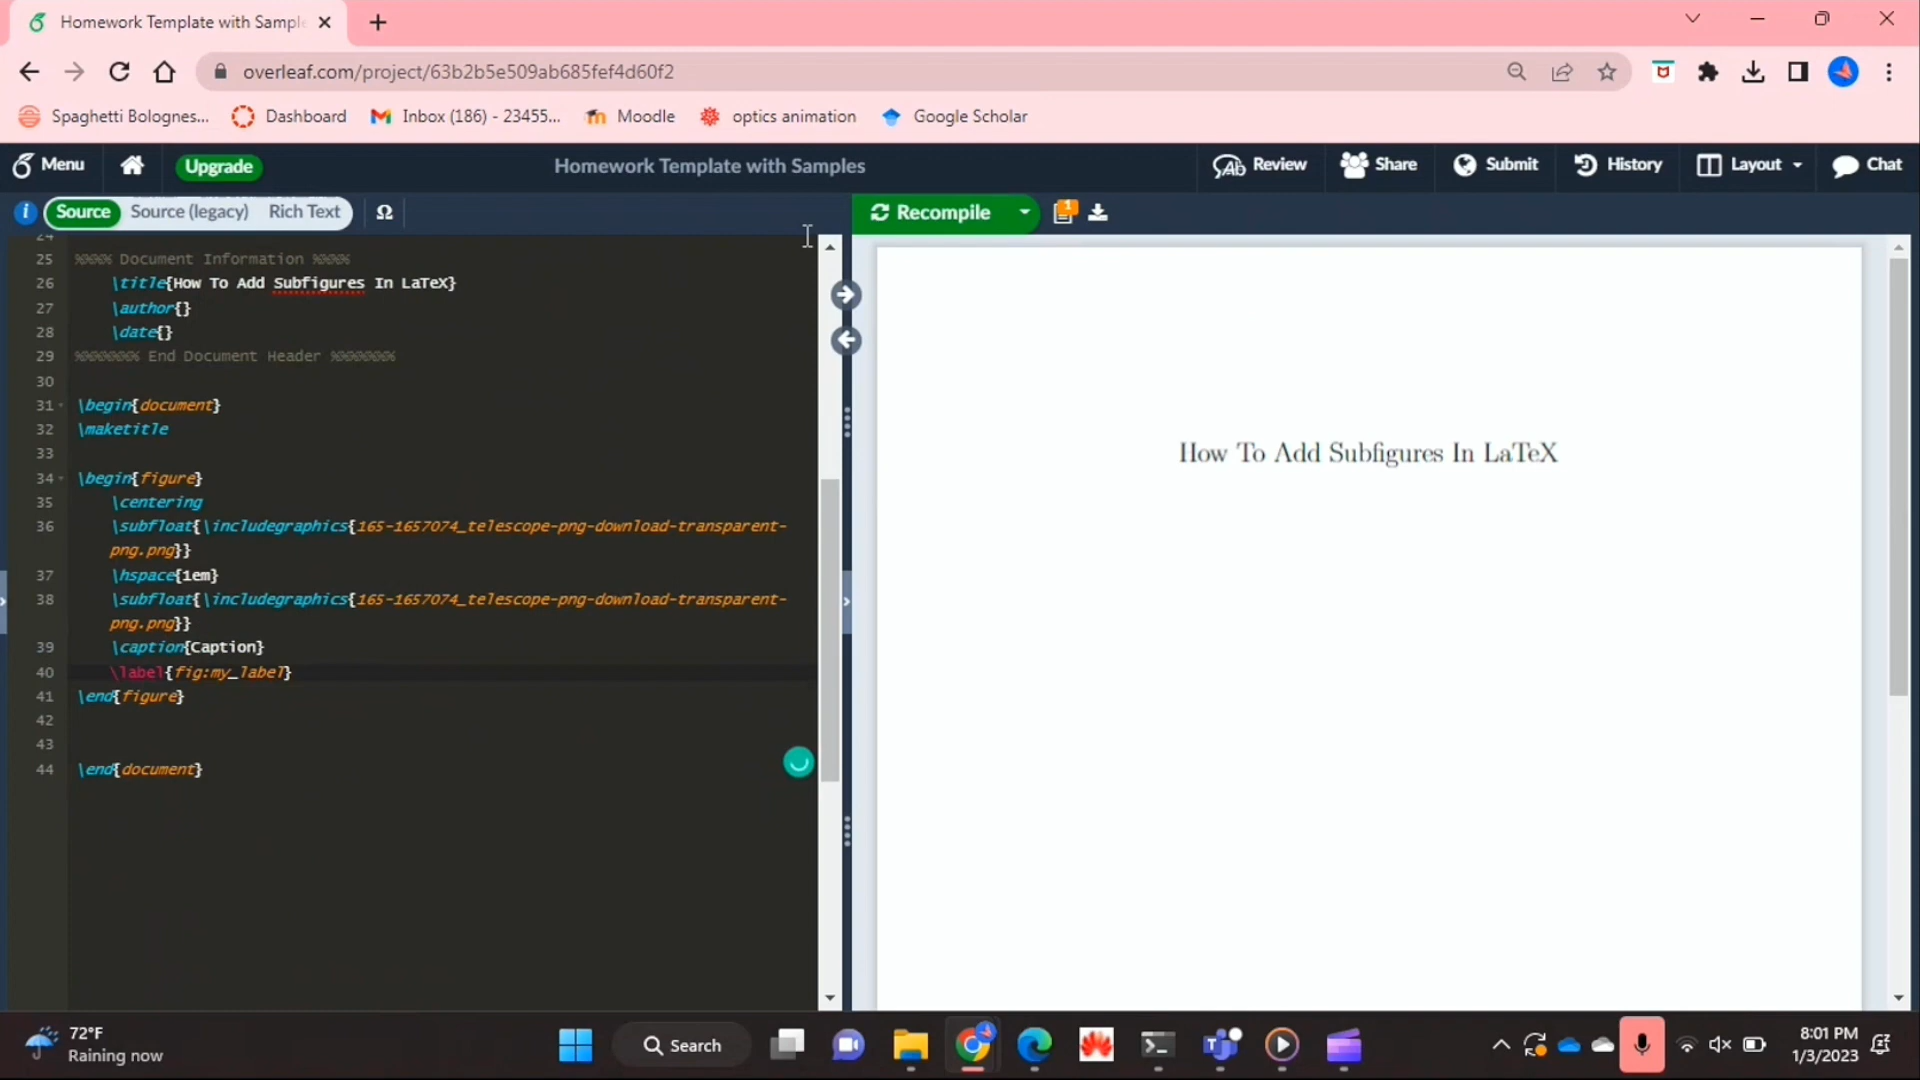 Homework Template with Sampl
overleaf.com/project/63b2b5e509ab685fef4d60f2
Spaghetti Bolognes... Dashboard Inbox (186) - 23455... Moodle optics animation Google Scholar
Menu Upgrade Homework Template with Samples Review Share Submit History Layout Chat
Source Source (legacy) Rich Text Ω Recompile 1
24
25 %%%% Document Information %%%%
26 \title{How To Add Subfigures In LaTeX}
27 \author{}
28 \date{}
29 %%%%%%%% End Document Header %%%%%%%%
30
31 \begin{document}
32 \maketitle
33
34 \begin{figure}
35 \centering
36 \subfloat{\includegraphics{165-1657074_telescope-png-download-transparent-
png.png}}
37 \hspace{1em}
38 \subfloat{\includegraphics{165-1657074_telescope-png-download-transparent-
png.png}}
39 \caption{Caption}
40 \label{fig:my_label}
41 \end{figure}
42
43
44 \end{document}
How To Add Subfigures In LaTeX
72°F
Raining now
Search
8:01 PM
1/3/2023